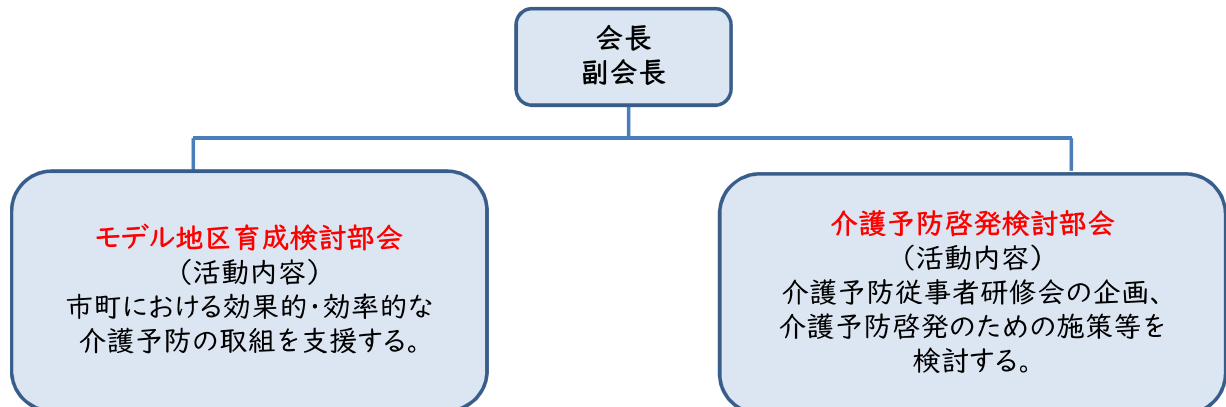 会長
副会長
モデル地区育成検討部会
（活動内容）
市町における効果的・効率的な
介護予防の取組を支援する。
介護予防啓発検討部会
（活動内容）
介護予防従事者研修会の企画、
介護予防啓発のための施策等を
検討する。